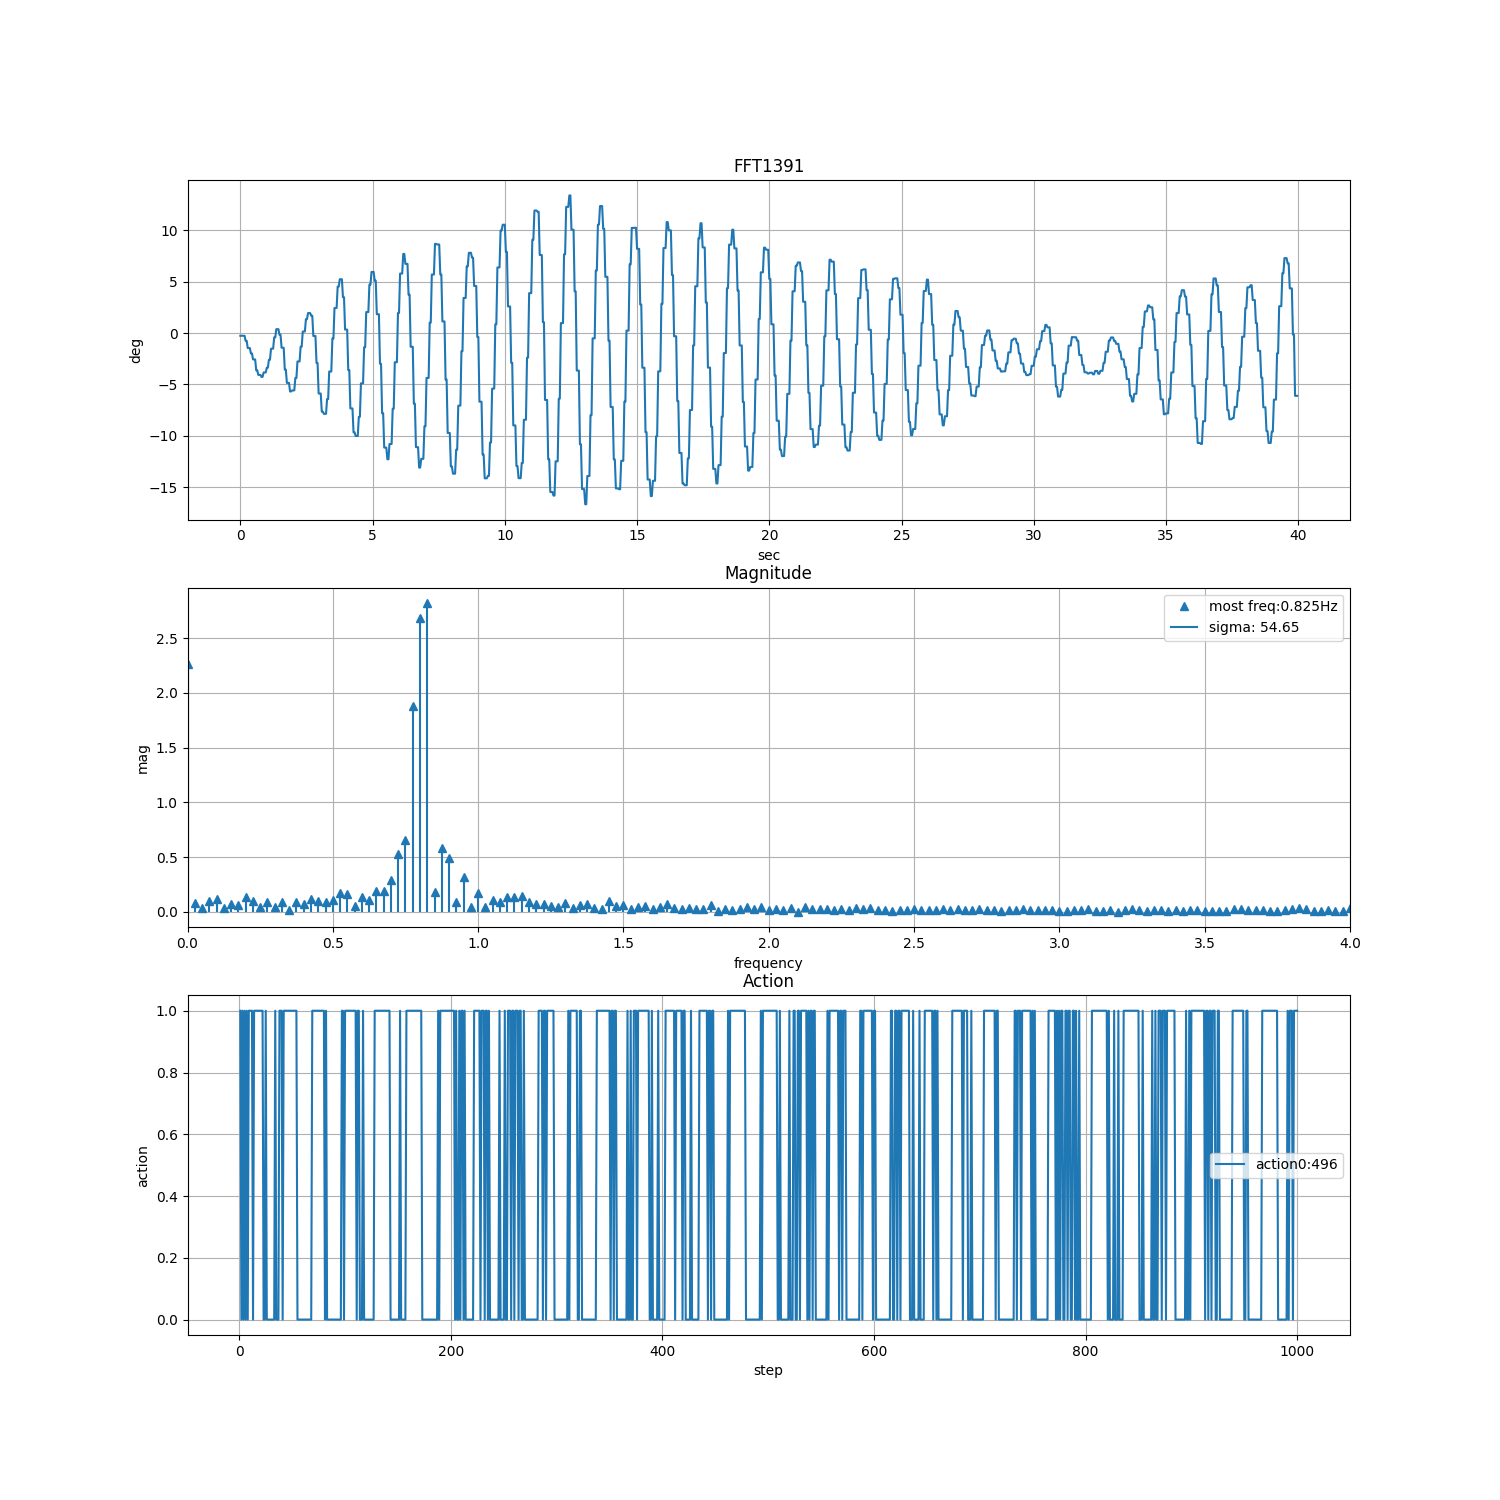 FFT1391
10
5
0
−5
−10
−15
deg
0 5 10 15 20 25 30 35 40
sec
Magnitude
most freq:0.825Hz
sigma: 54.65
2.5
2.0
1.5
1.0
0.5
0.0
mag
0.0 0.5 1.0 1.5 2.0 2.5 3.0 3.5 4.0
frequency
Action
1.0
0.8
0.6
0.4
0.2
0.0
action
action0:496
0 200 400 600 800 1000
step